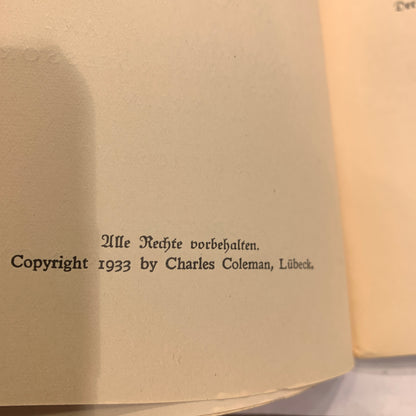 Alle Rechte vorbehalten.
Copyright 1933 by Charles Coleman, Lübeck.